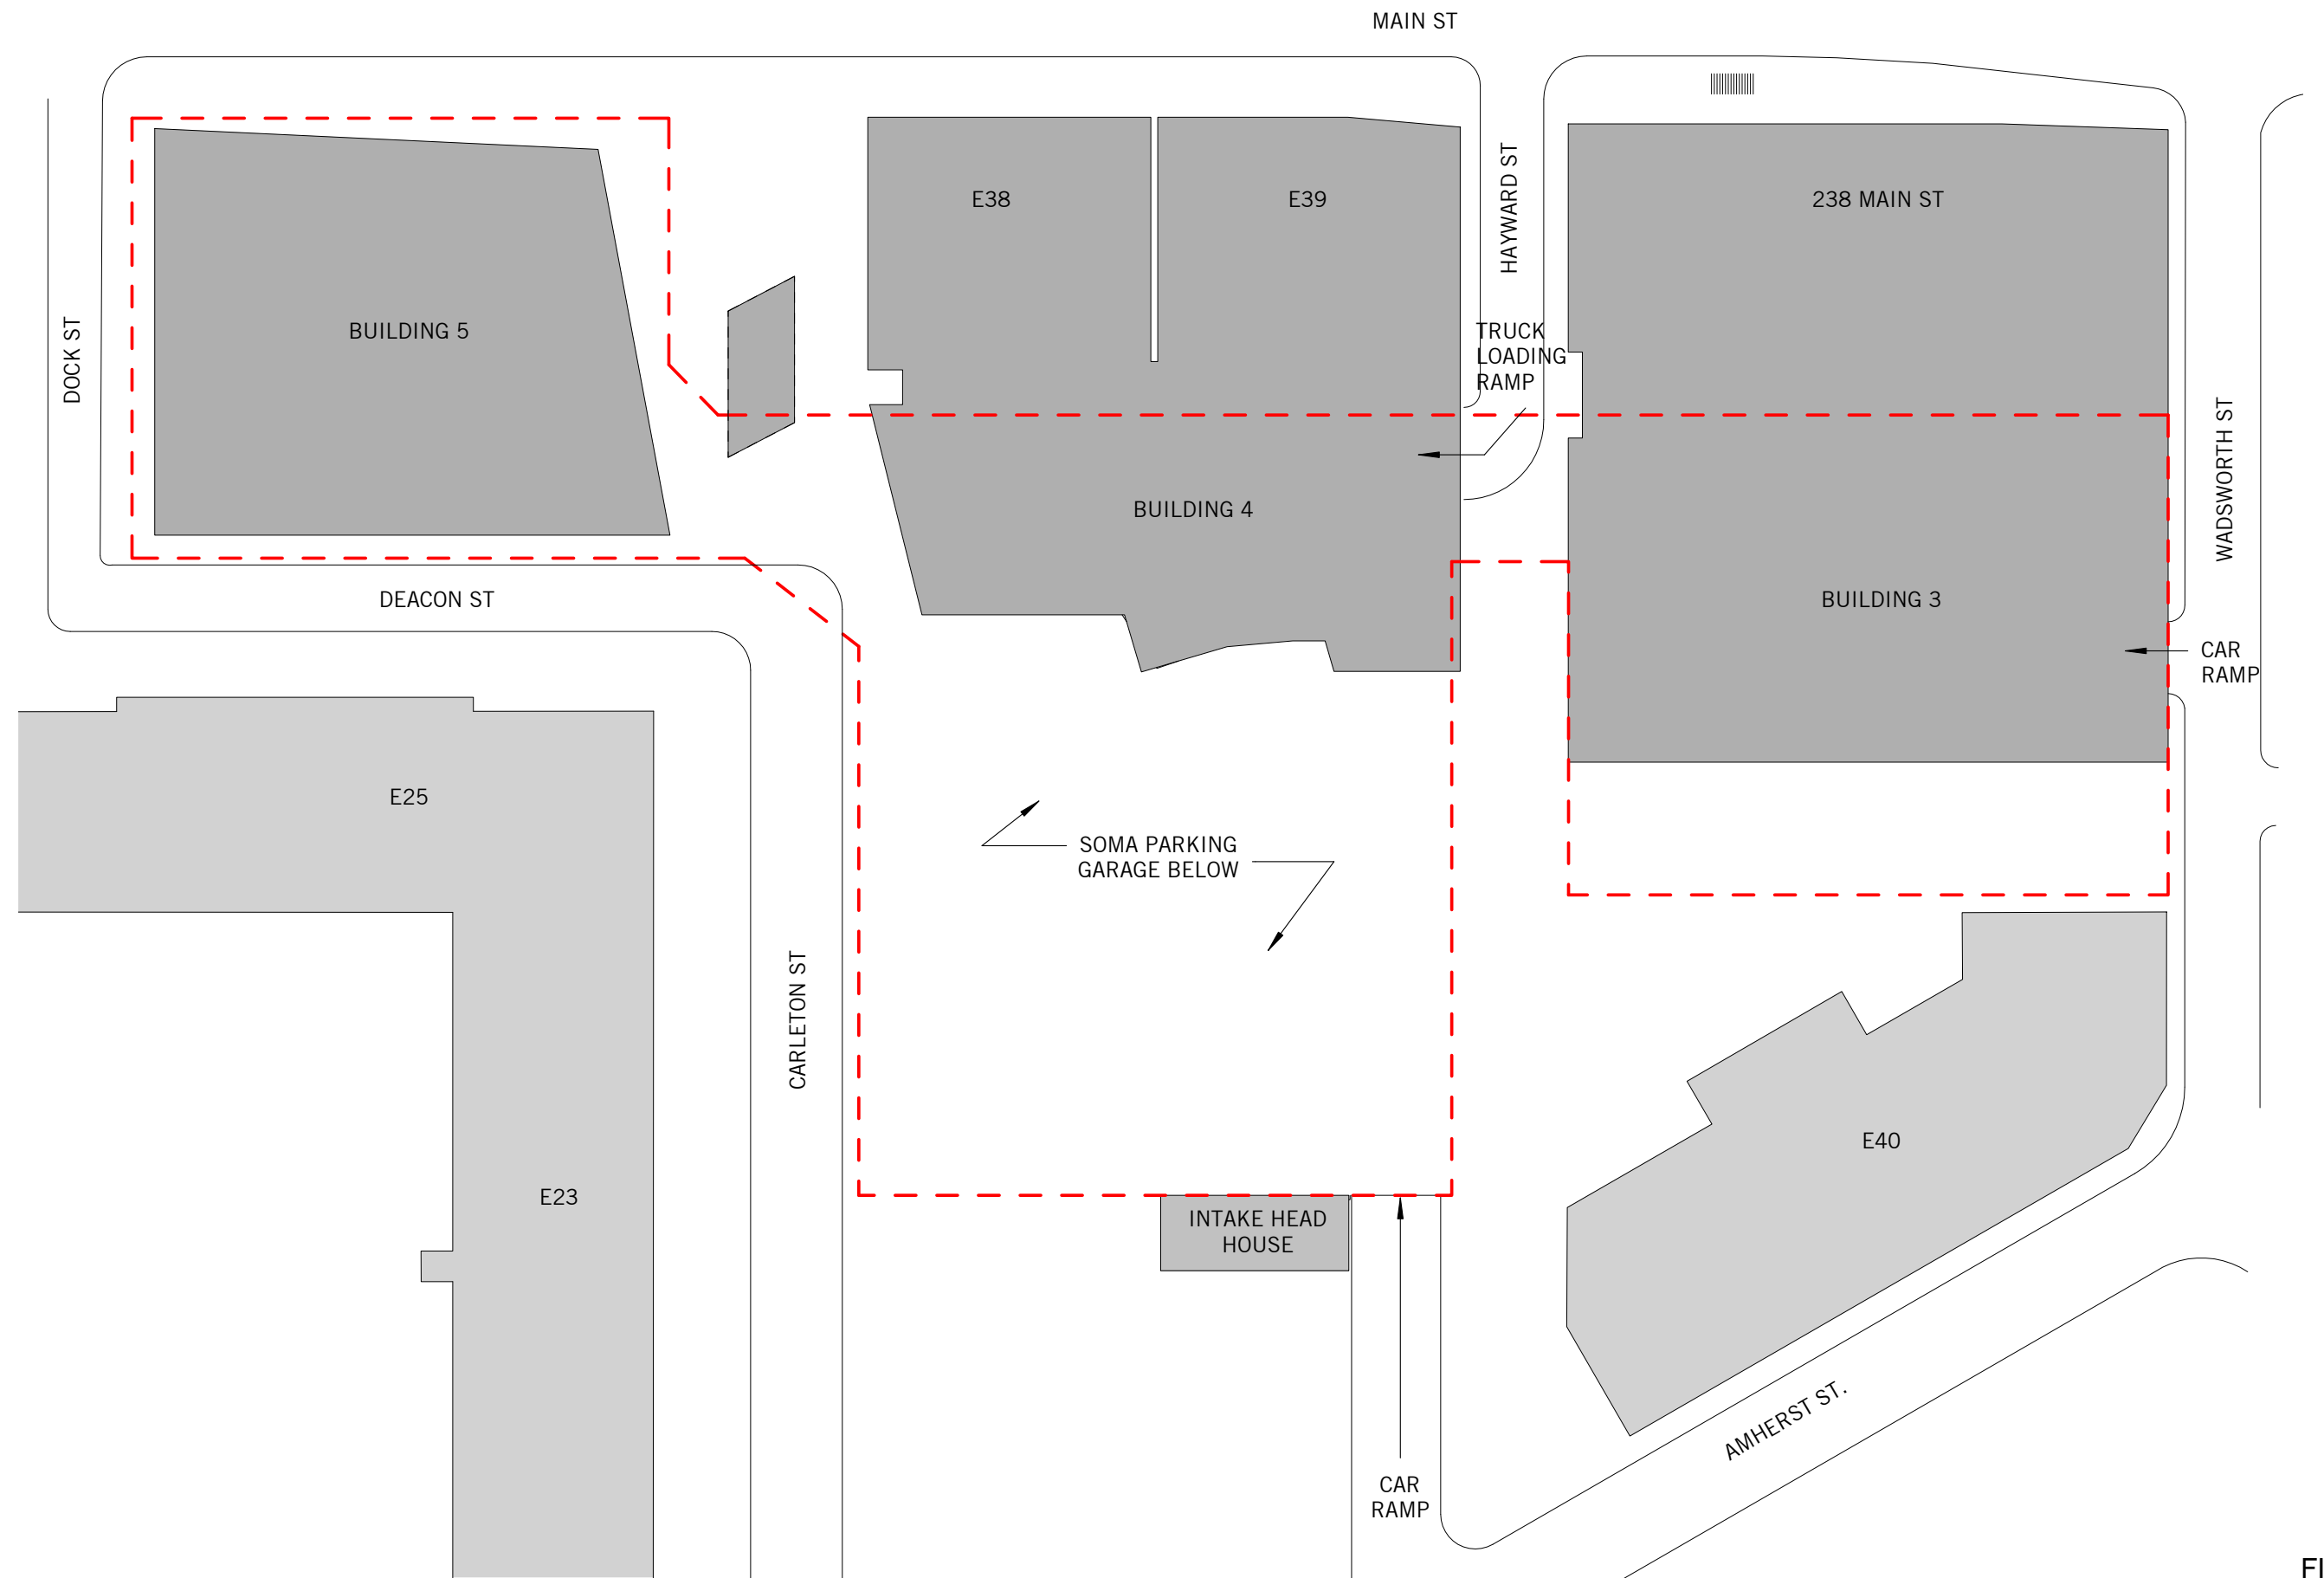 MAIN ST
E38
E39
HAYWARD ST
238 MAIN ST
BUILDING 5
DOCK ST
TRUCK
LOADING
RAMP
WADSWORTH ST
BUILDING 4
DEACON ST
BUILDING 3
CAR
RAMP
E25
SOMA PARKING
GARAGE BELOW
CARLETON ST
E40
E23
INTAKE HEAD
HOUSE
AMHERST ST.
CAR
RAMP